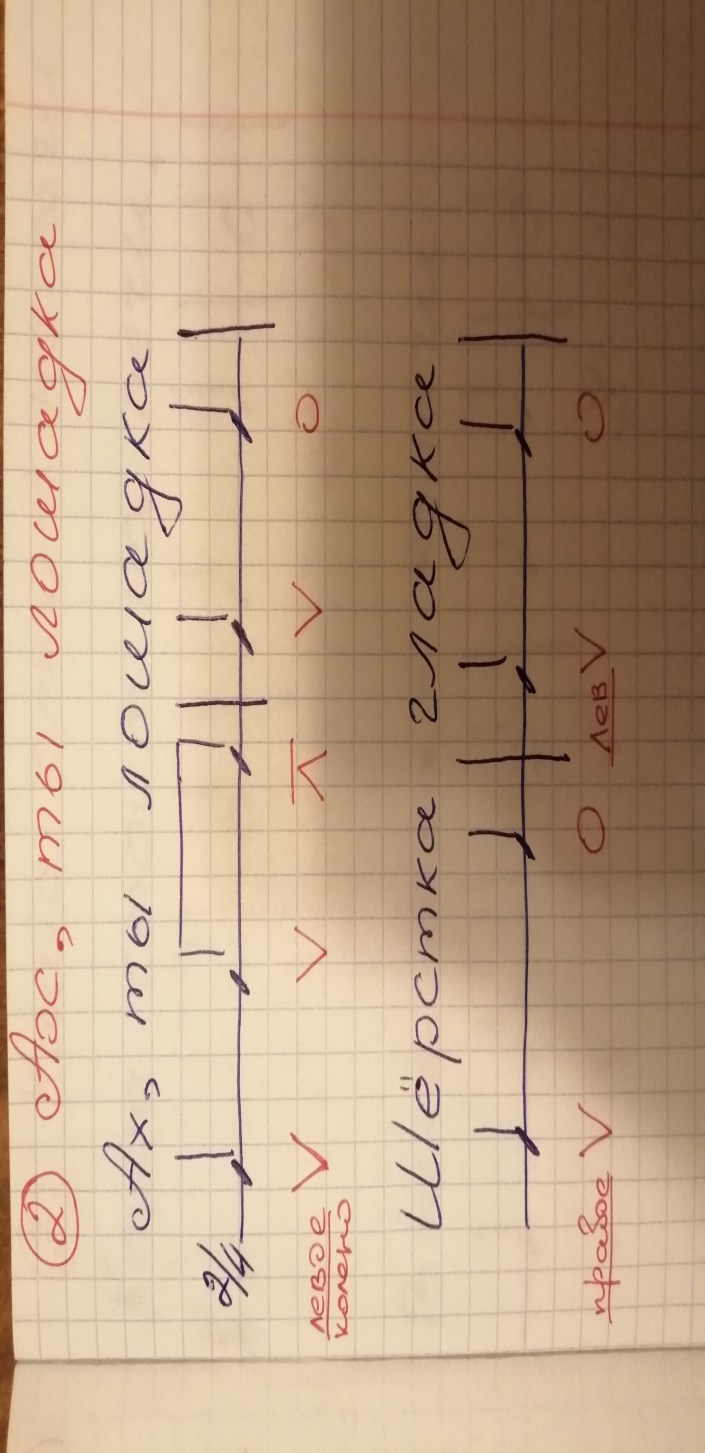 ② Ах, ты лошадка
Ах, ты лошадка
2/4
левое V V Л V О
колено
Шёрстка гладка
правое V О лев V О